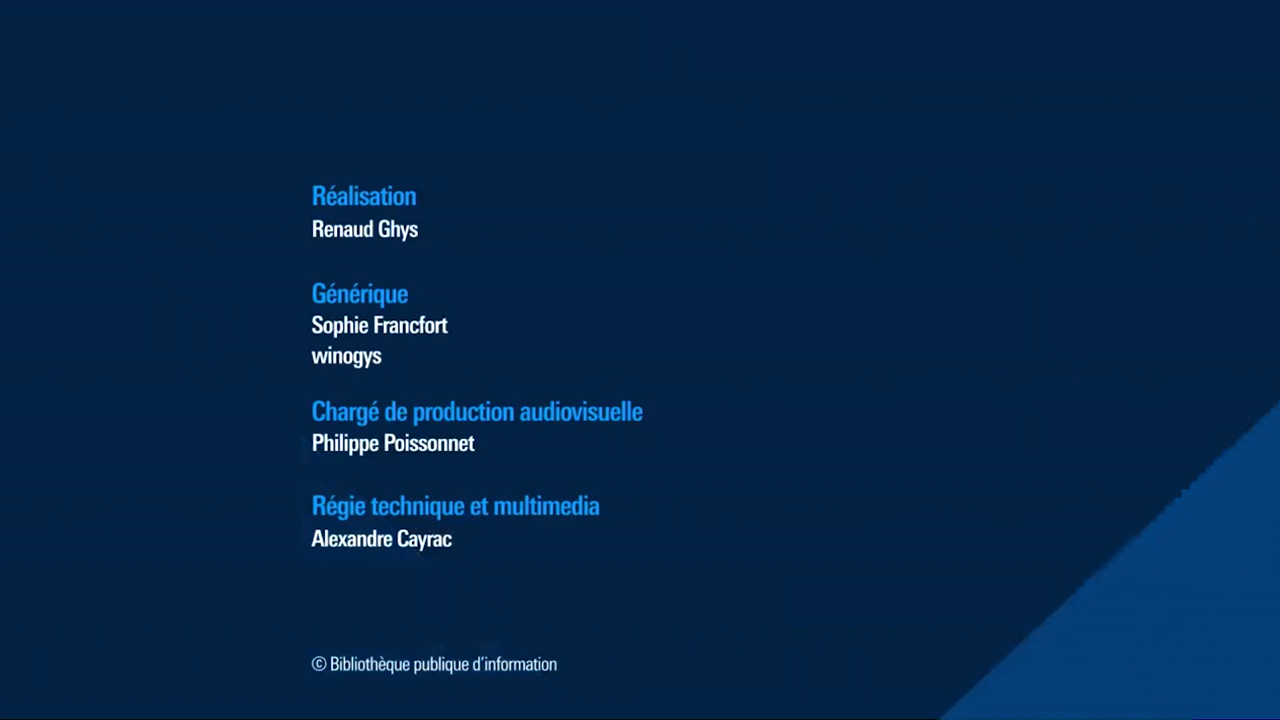 Réalisation
Renaud Ghys
Générique
Sophie Francfort
winogys
Chargé de production audiovisuelle
Philippe Poissonnet
Régie technique et multimedia
Alexandre Cayrac
© Bibliothèque publique d'information